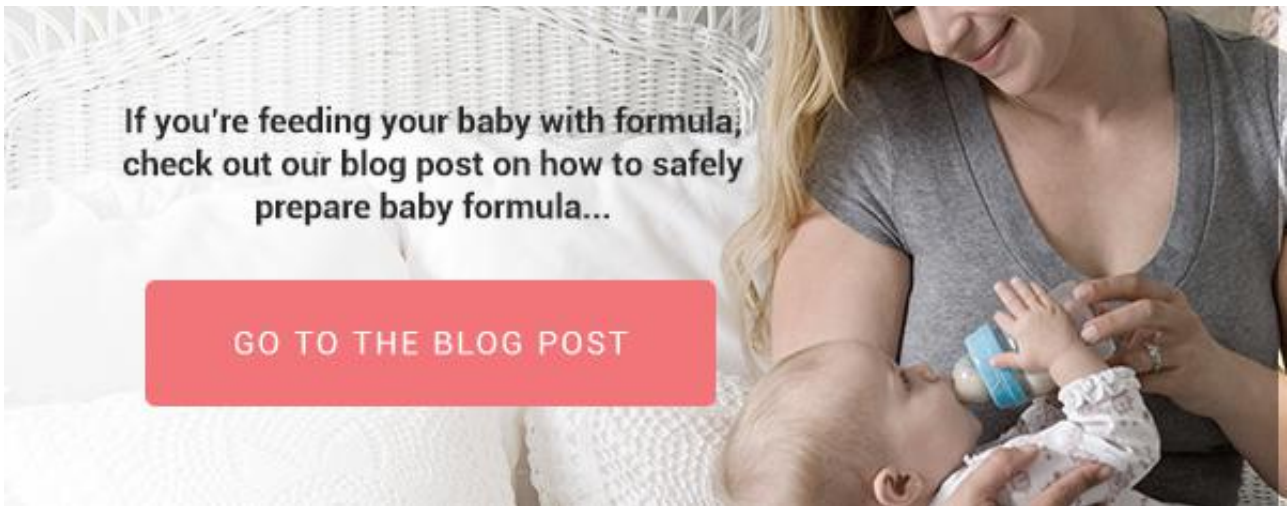 If you're feeding your baby with formula,
check out our blog post on how to safely
prepare baby formula...
GO TO THE BLOG POST